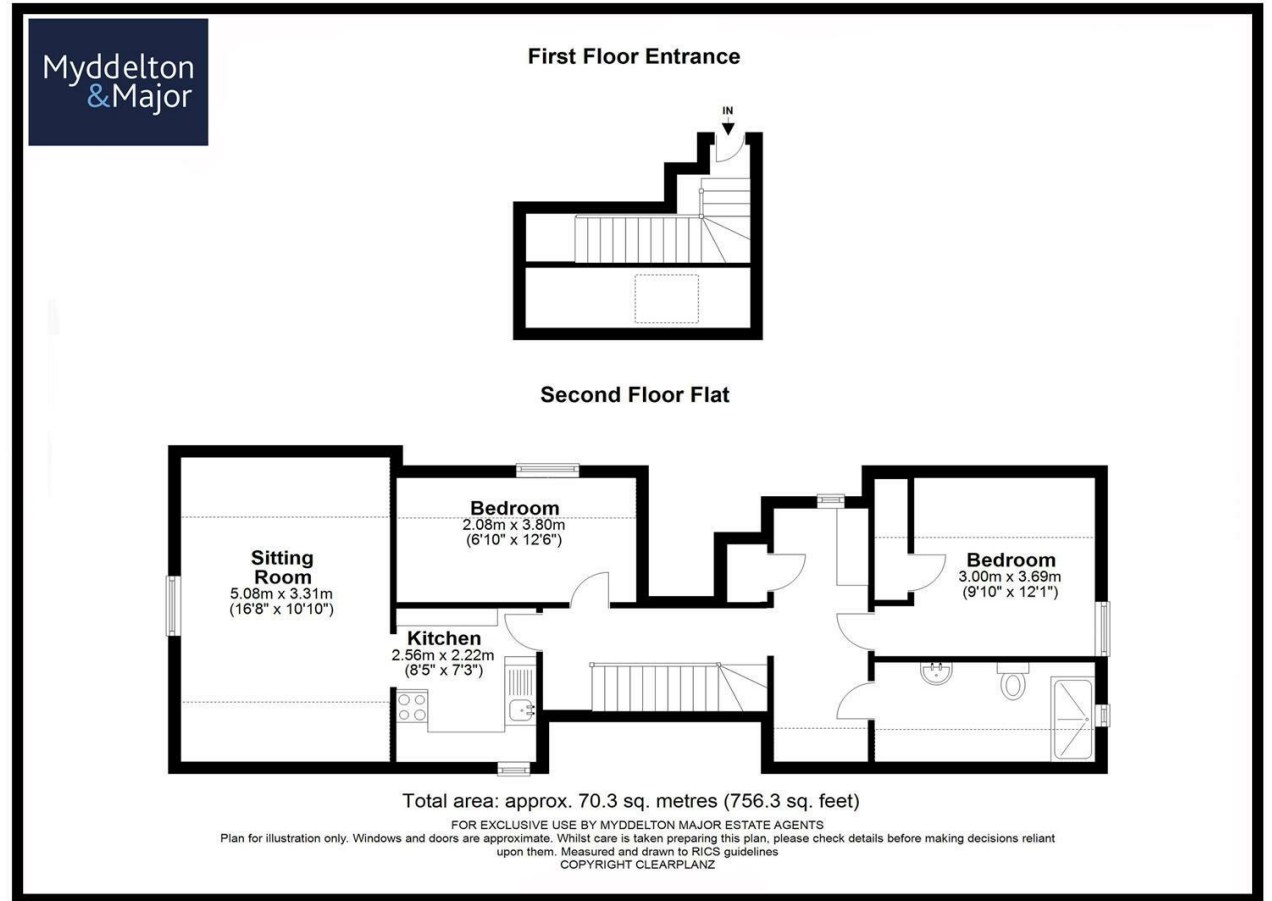 Myddelton
&Major
First Floor Entrance
IN
Second Floor Flat
Bedroom
2.08m x 3.80m
(6'10" x 12'6")
Sitting
Room
5.08m x 3.31m
(16'8" x 10'10")
Bedroom
3.00m x 3.69m
(9'10" x 12'1")
Kitchen
2.56m x 2.22m
(8'5" x 7'3")
Total area: approx. 70.3 sq. metres (756.3 sq. feet)
FOR EXCLUSIVE USE BY MYDDELTON MAJOR ESTATE AGENTS
Plan for illustration only. Windows and doors are approximate. Whilst care is taken preparing this plan, please check details before making decisions reliant
upon them. Measured and drawn to RICS guidelines
COPYRIGHT CLEARPLANZ